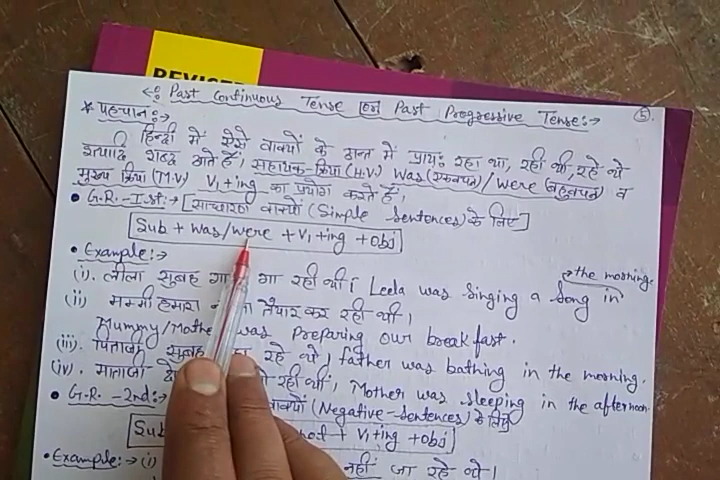 REVISED
Past Continuous Tense or Past Progressive Tense:→ (5)
* पहचान:→
हिन्दी में ऐसे वाक्यों के अन्त में प्रायः रहा था, रही थी, रहे थे
इत्यादि शब्द आते हैं, सहायक-क्रिया (H.V.) Was (एकवचन) / Were (बहुवचन) व
मुख्य क्रिया (M.V.) V1+ing का प्रयोग करते हैं,
• G.R.-Ist:→ [साधारण वाक्यों (Simple Sentences) के लिए]
Sub + was/were + V1+ing + obj
• Example:→
(i). लीला सुबह गा रही थी। Leela was singing a song in the morning.
(ii) मम्मी हमारा तैयार कर रही थी।
Mummy/Mother was preparing our breakfast.
(iii). पिताजी सुबह रहे थे। father was bathing in the morning.
(iv). माताजी रही थीं, Mother was sleeping in the afternoon.
• G.R.-2nd:→ वाक्यों (Negative-Sentences) के लिए
Sub not + V1+ing + obj
• Example:→ (i) नहीं जा रहे थे।